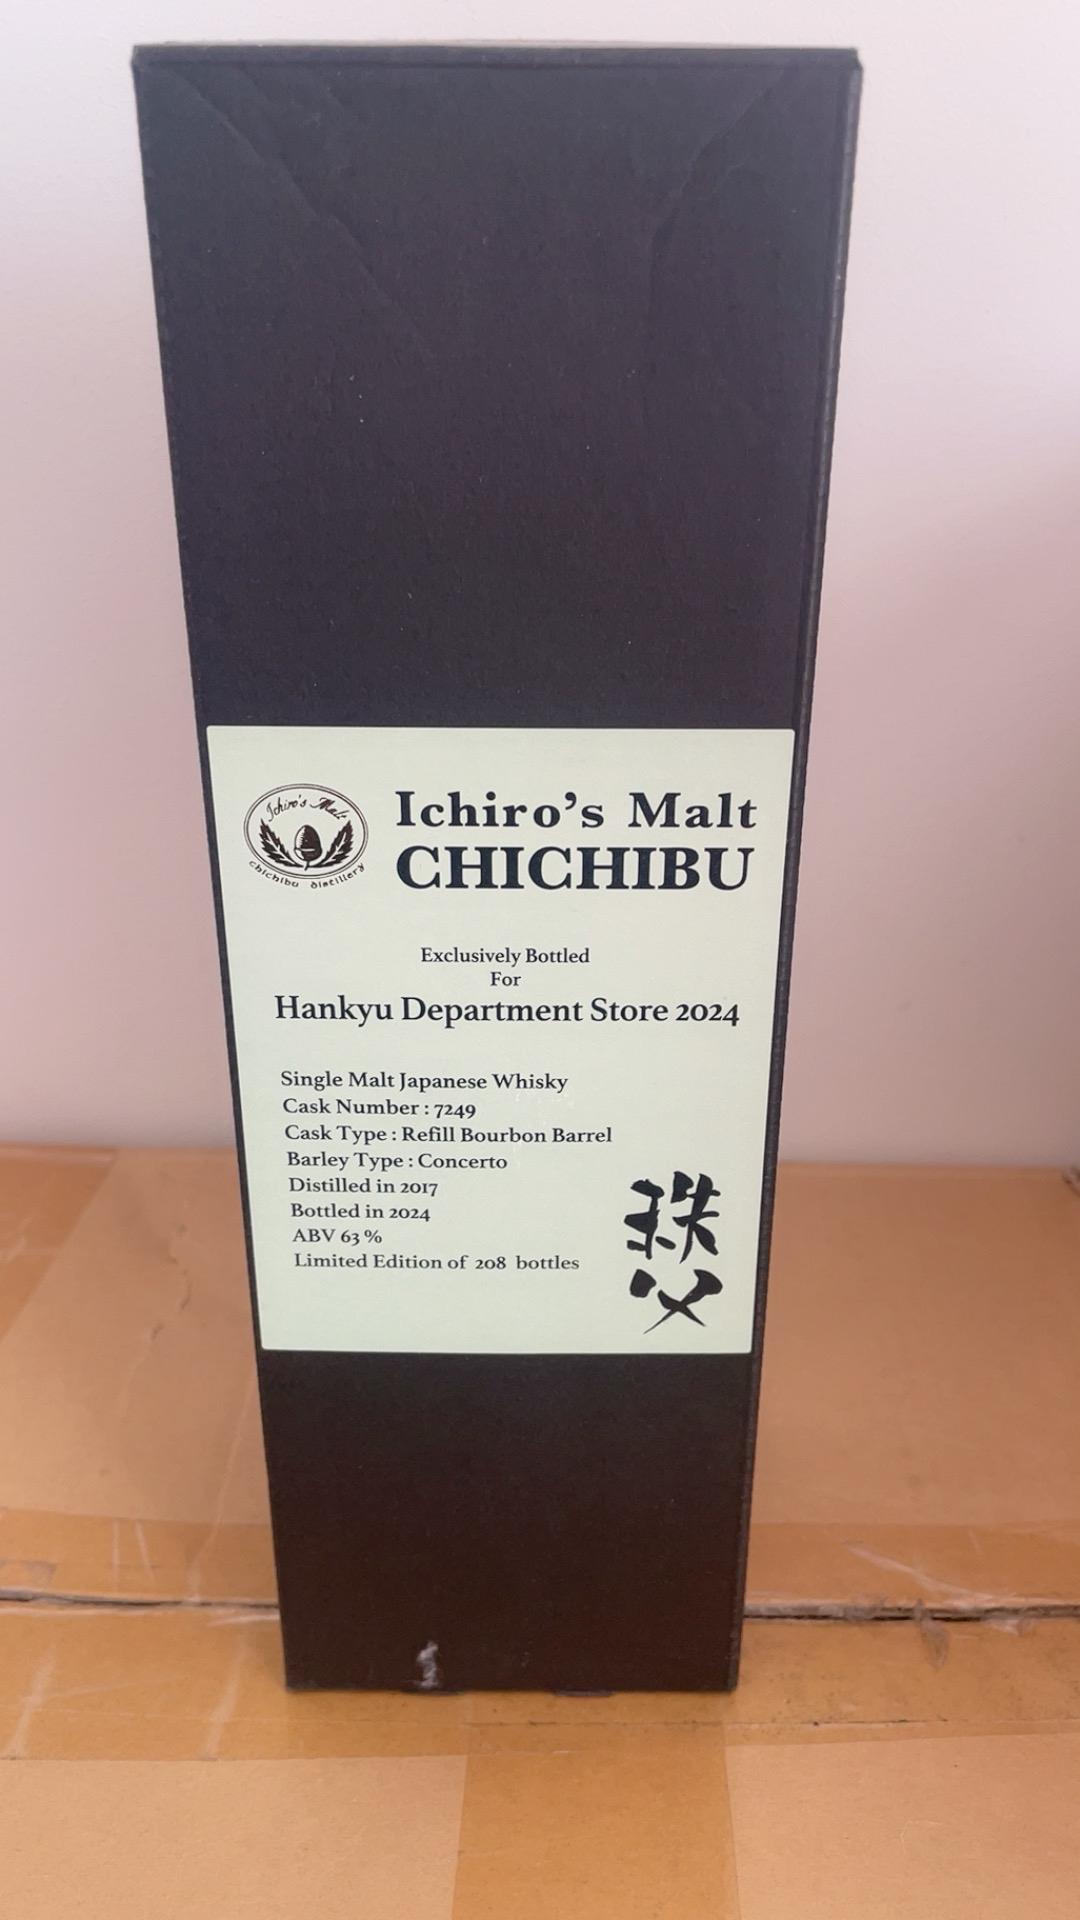 Ichiro's Malt
chichibu distillery
Ichiro's Malt
CHICHIBU
Exclusively Bottled
For
Hankyu Department Store 2024
Single Malt Japanese Whisky
Cask Number : 7249
Cask Type : Refill Bourbon Barrel
Barley Type : Concerto
Distilled in 2017
Bottled in 2024
ABV 63 %
Limited Edition of 208 bottles
秩
父